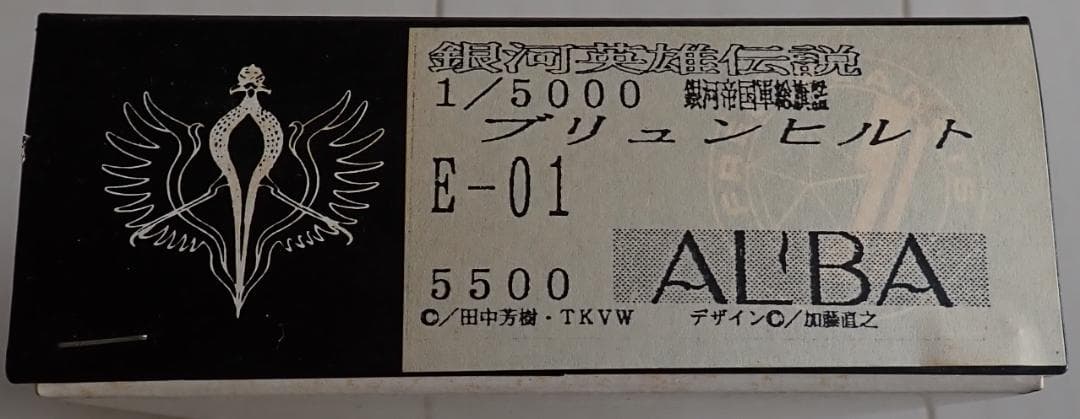 銀河英雄伝説
1/5000 銀河帝国軍総旗艦
ブリュンヒルト
E-01
5500 ALBA
©/田中芳樹・TKVW デザイン©/加藤直之